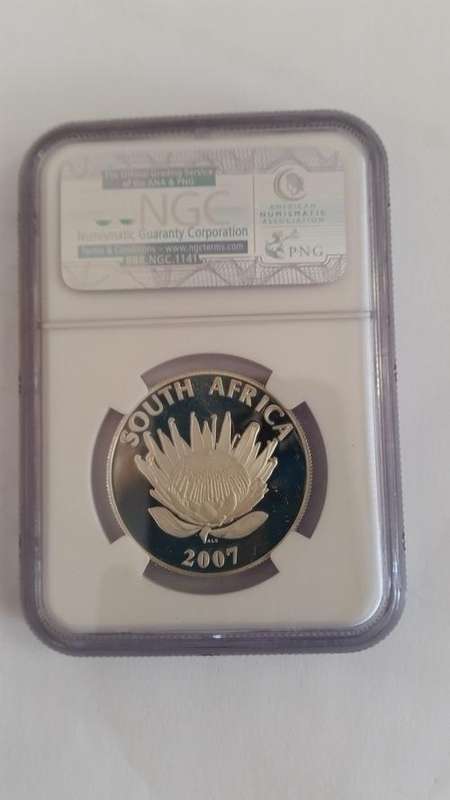 The Official Grading Service
of the ANA & PNG
NGC
Numismatic Guaranty Corporation
Terms & Conditions – www.ngcterms.com
888.NGC.1141
AMERICAN
NUMISMATIC
ASSOCIATION
PNG
SOUTH AFRICA
ALS
2007